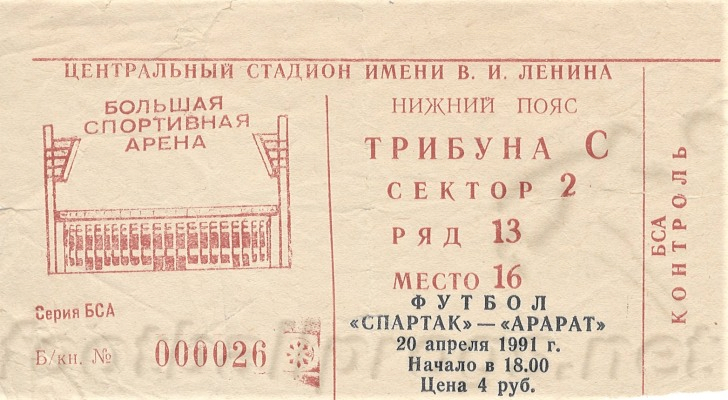 ЦЕНТРАЛЬНЫЙ СТАДИОН ИМЕНИ В. И. ЛЕНИНА
БОЛЬШАЯ
СПОРТИВНАЯ
АРЕНА
Серия БСА
Б/кн. № 000026
НИЖНИЙ ПОЯС
ТРИБУНА С
СЕКТОР 2
РЯД 13
МЕСТО 16
ФУТБОЛ
«СПАРТАК»—«АРАРАТ»
20 апреля 1991 г.
Начало в 18.00
Цена 4 руб.
БСА
КОНТРОЛЬ